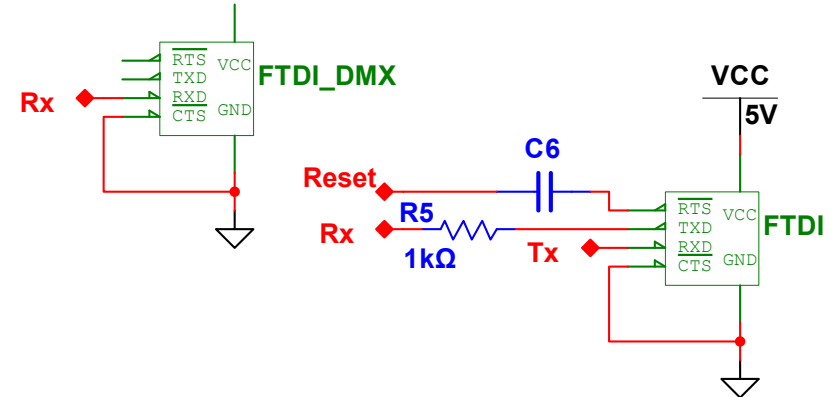 RTS VCC
TXD
RXD
CTS GND
FTDI_DMX
Rx
VCC
5V
C6
Reset
R5
Rx
1kΩ
Tx
RTS VCC
TXD
RXD
CTS GND
FTDI